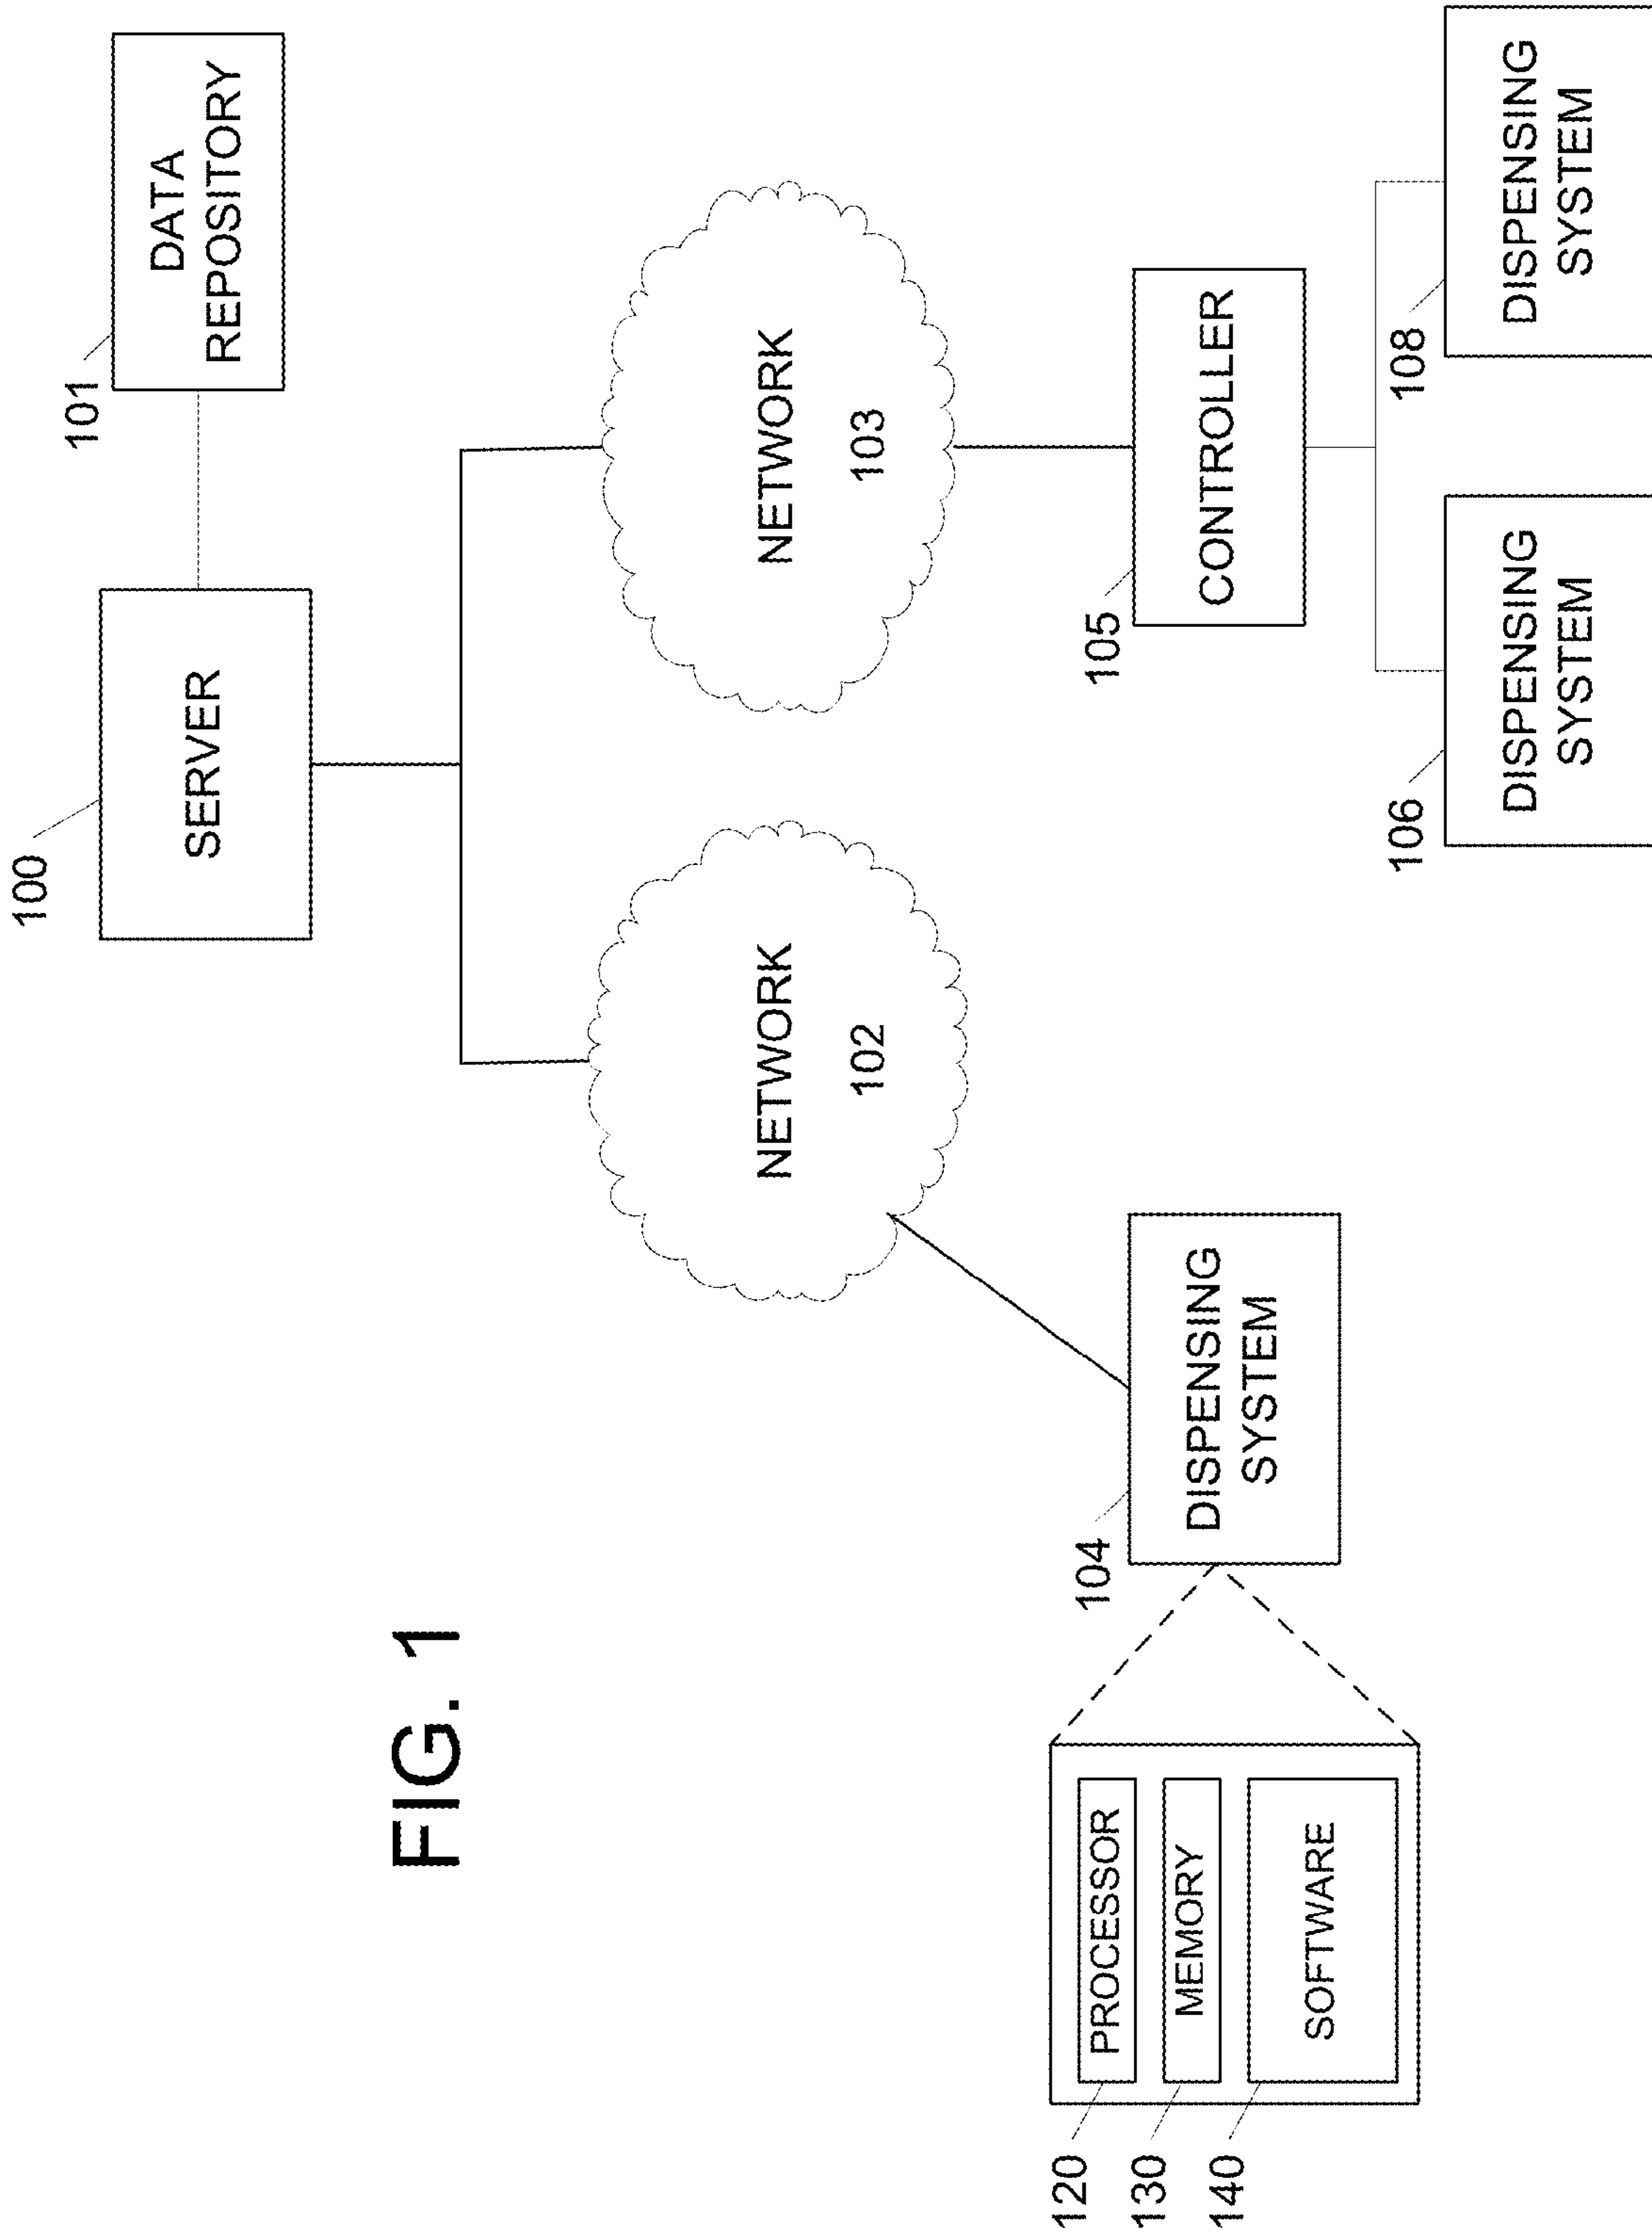 FIG. 1
100
SERVER
101
DATA
REPOSITORY
NETWORK
102
NETWORK
103
104
DISPENSING
SYSTEM
105
CONTROLLER
120
PROCESSOR
130
MEMORY
140
SOFTWARE
106
DISPENSING
SYSTEM
108
DISPENSING
SYSTEM